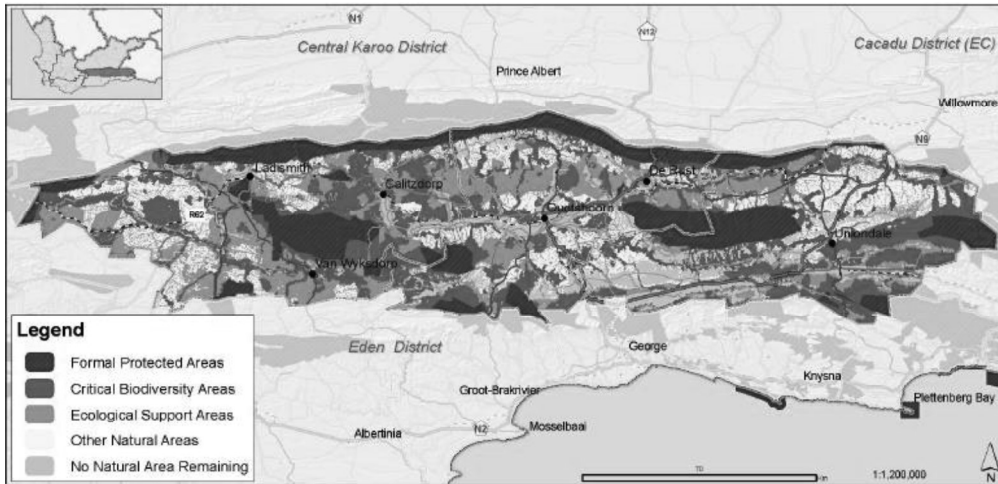 N1
N12
Central Karoo District
Cacadu District (EC)
Prince Albert
Willowmore
N9
Ladismith
De Rust
Calitzdorp
R62
Oudtshoorn
Uniondale
Van Wyksdorp
Legend
Formal Protected Areas
Critical Biodiversity Areas
Ecological Support Areas
Other Natural Areas
No Natural Area Remaining
Eden District
George
Knysna
Groot-Brakrivier
Plettenberg Bay
Albertinia
N2
Mosselbaai
Km
1:1,200,000
N